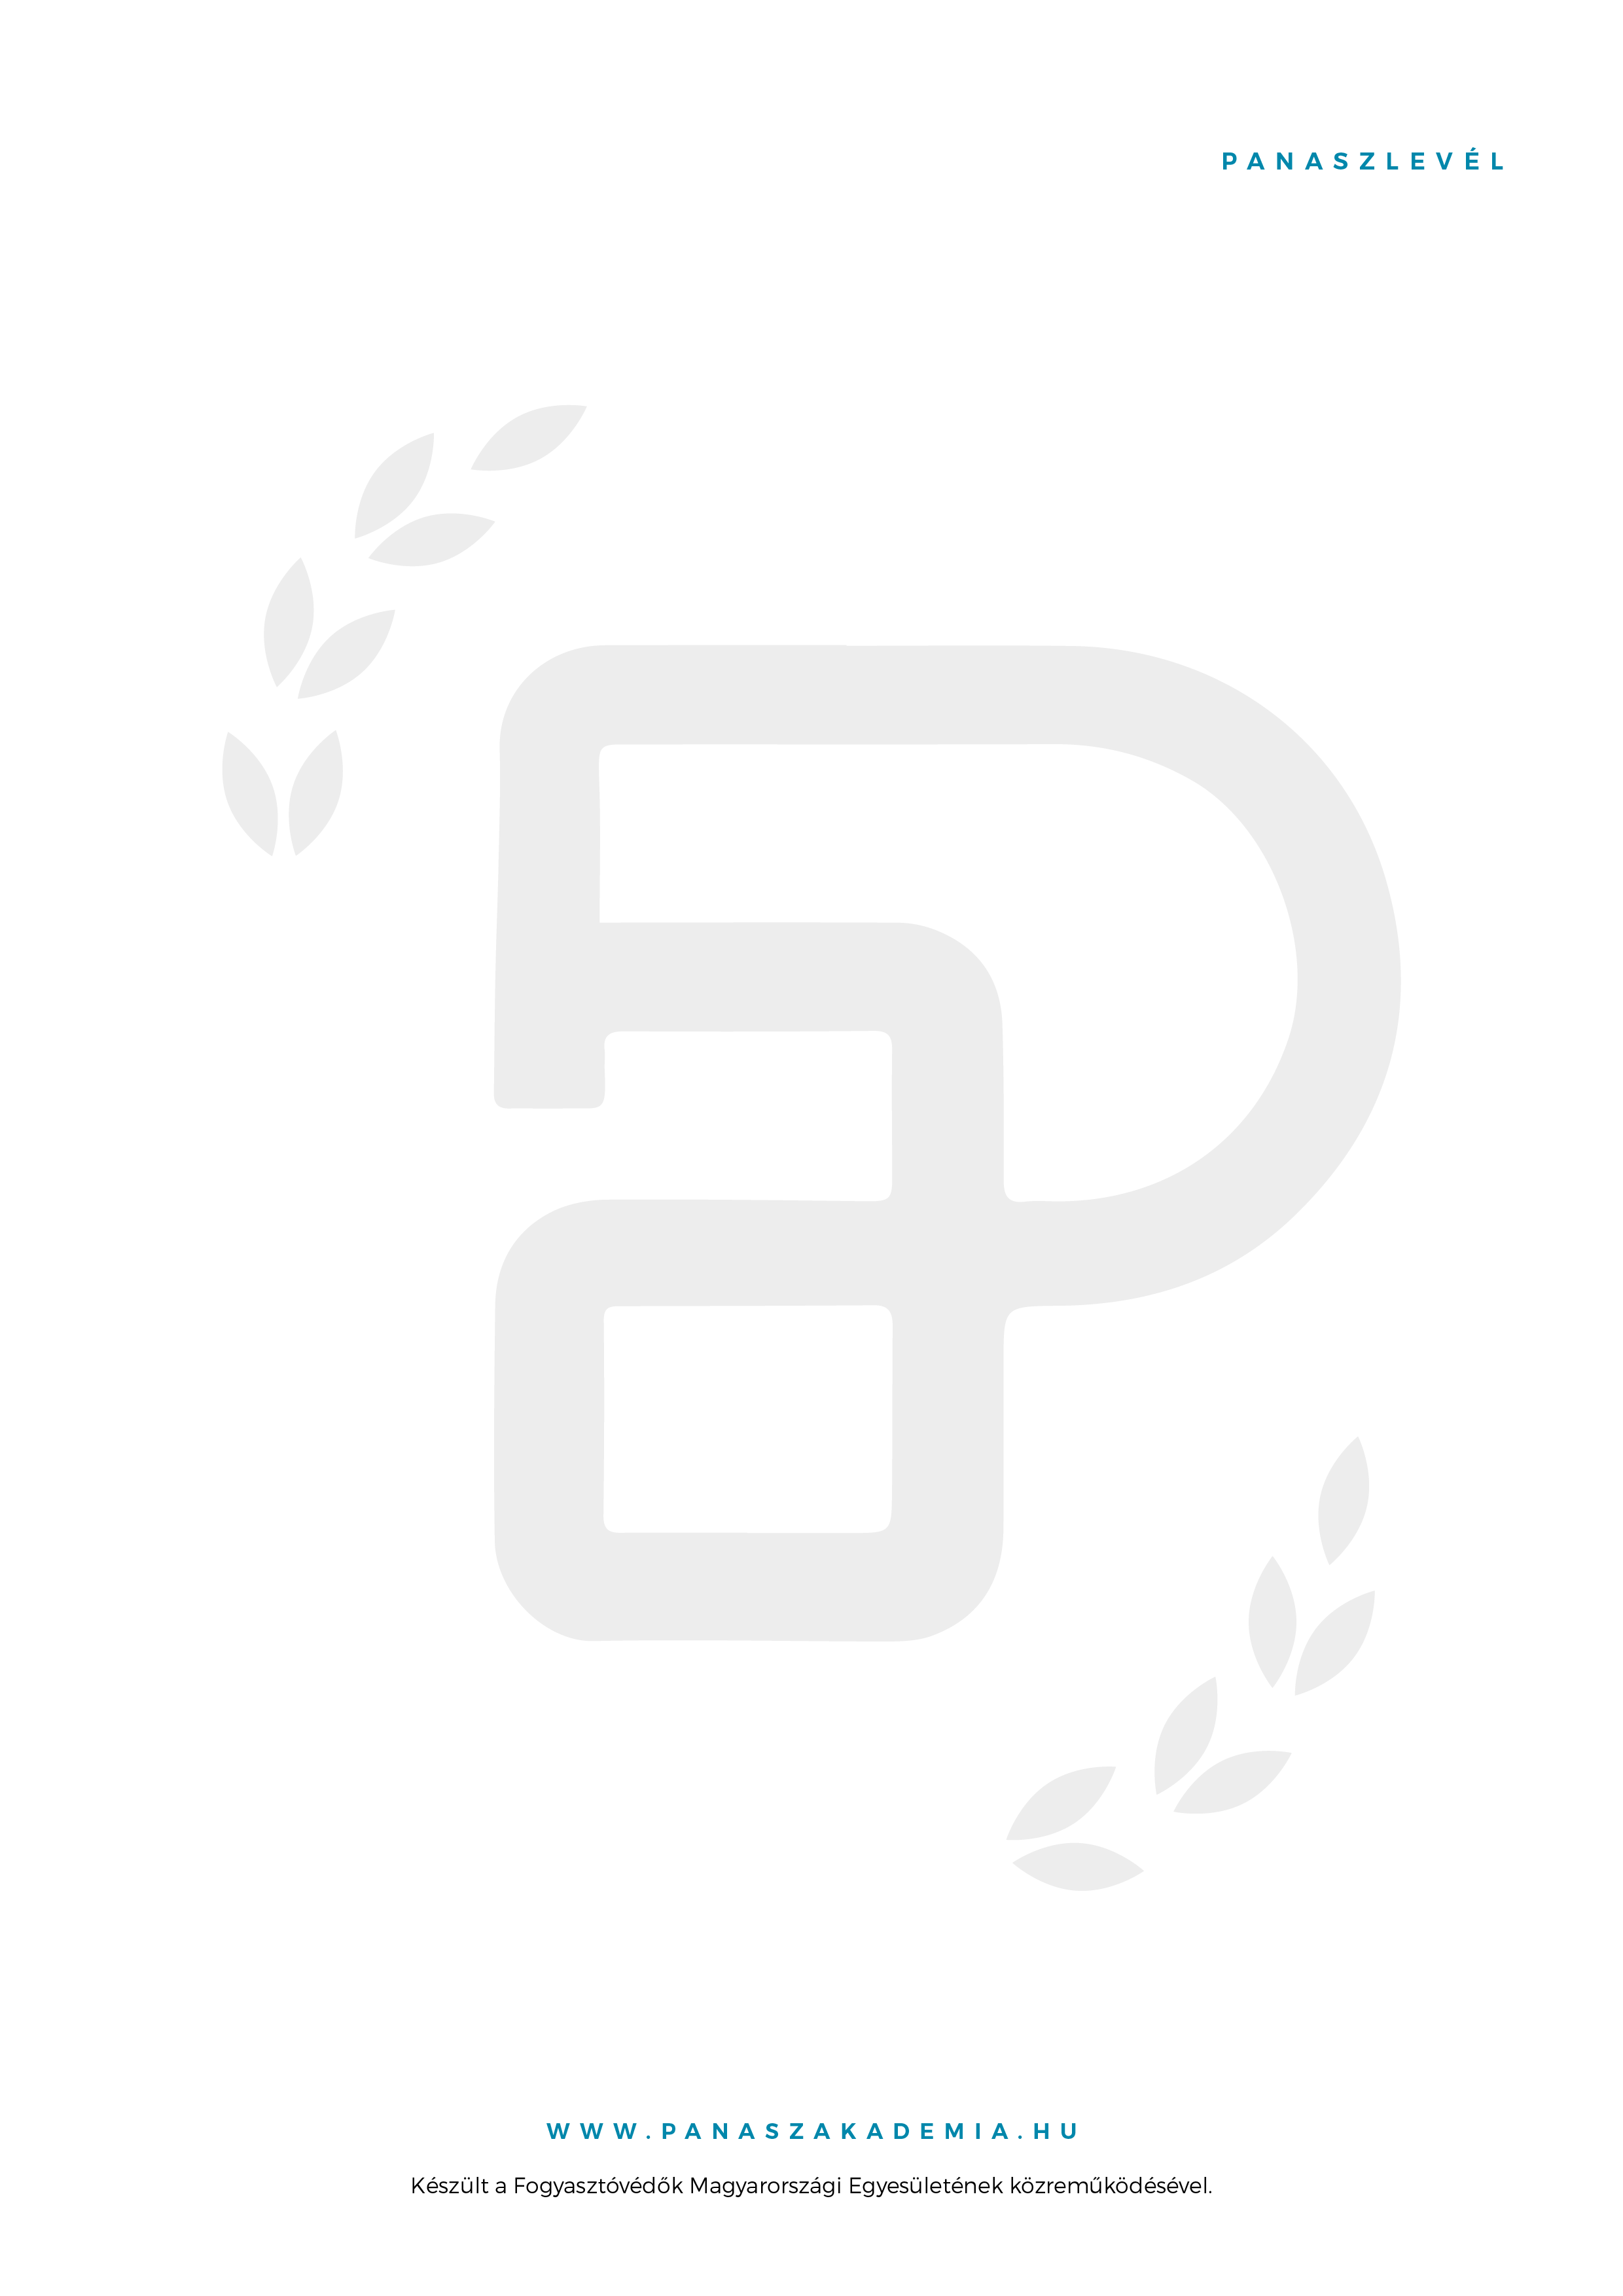 PANASZLEVÉL
WWW.PANASZAKADEMIA.HU
Készült a Fogyasztóvédők Magyarországi Egyesületének közreműködésével.